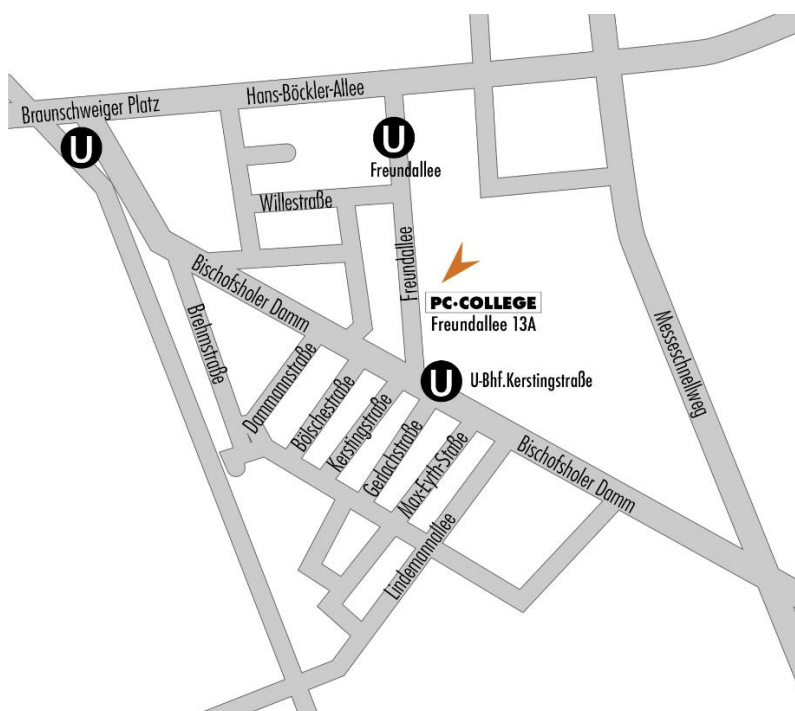 Hans-Böckler-Allee
Braunschweiger Platz
U
U
Freundallee
Willestraße
Freundallee
Bischofsholer Damm
PC-COLLEGE
Freundallee 13A
Brehmstraße
Messeschnellweg
Dammannstraße
Bölschestraße
Kerstingstraße
U
U-Bhf.Kerstingstraße
Gerlachstraße
Max-Eyth-Staße
Bischofsholer Damm
Lindemannallee